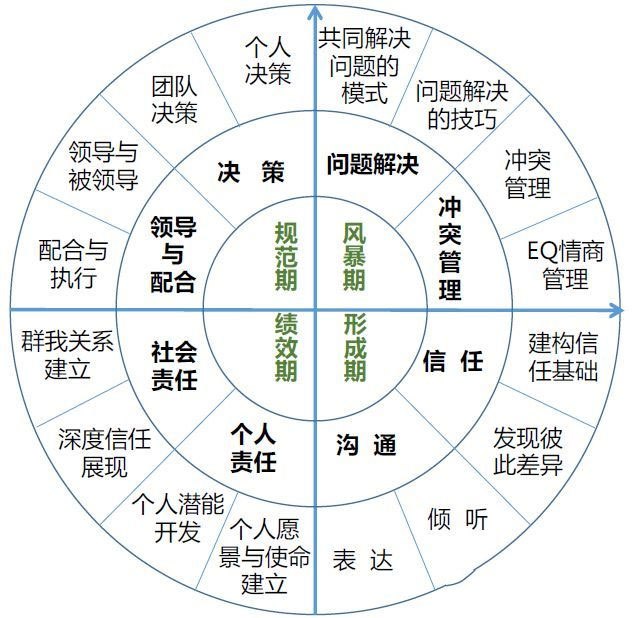 个人
决策
共同解决
问题的
模式
团队
决策
问题解决
的技巧
领导与
被领导
决 策
问题解决
冲突
管理
配合与
执行
领导
与
配合
规
范
期
风
暴
期
冲
突
管
理
EQ情商
管理
群我关系
建立
社会
责任
绩
效
期
形
成
期
信 任
建构信
任基础
深度信任
展现
个人
责任
沟 通
发现彼
此差异
个人潜能
开发
个人愿
景与使命
建立
表 达
倾 听